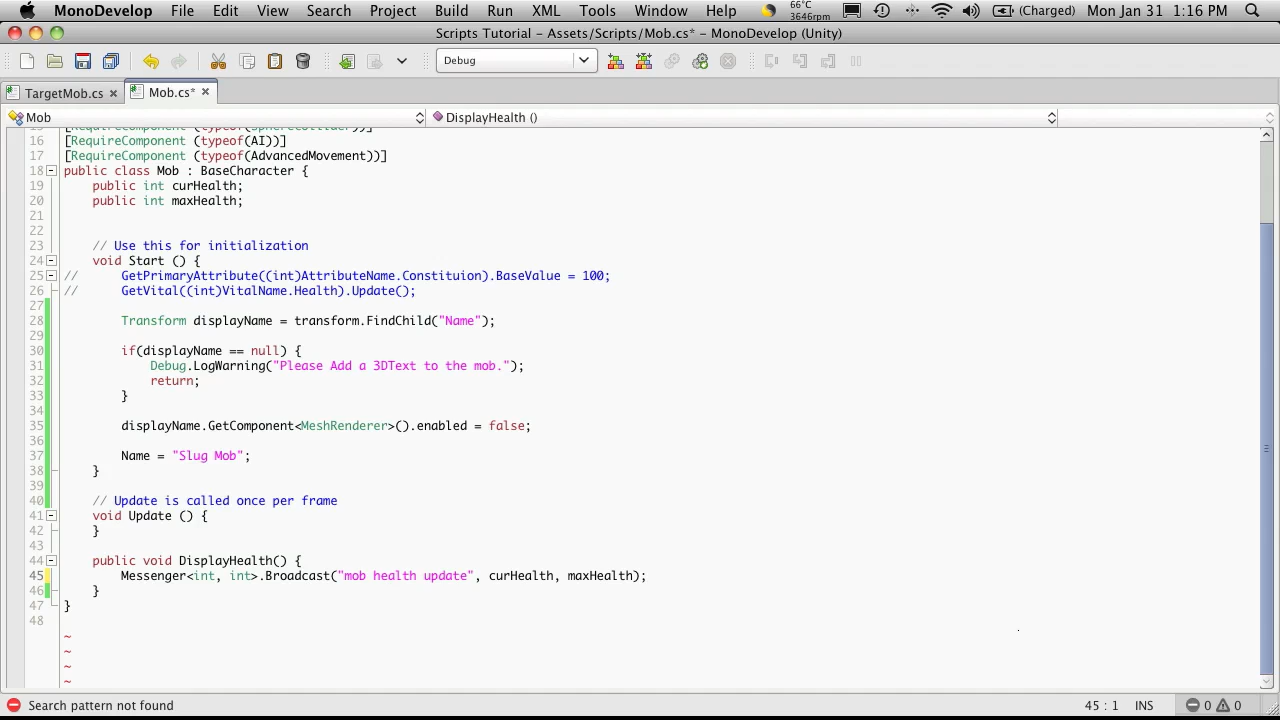 MonoDevelop File Edit View Search Project Build Run XML Tools Window Help 66°C 3646rpm (Charged) Mon Jan 31 1:16 PM
Scripts Tutorial - Assets/Scripts/Mob.cs* - MonoDevelop (Unity)
Debug
TargetMob.cs Mob.cs*
Mob DisplayHealth ()
15 [RequireComponent (typeof(SphereCollider))]
16 [RequireComponent (typeof(AI))]
17 [RequireComponent (typeof(AdvancedMovement))]
18 public class Mob : BaseCharacter {
19 public int curHealth;
20 public int maxHealth;
21
22
23 // Use this for initialization
24 void Start () {
25 // GetPrimaryAttribute((int)AttributeName.Constituion).BaseValue = 100;
26 // GetVital((int)VitalName.Health).Update();
27
28 Transform displayName = transform.FindChild("Name");
29
30 if(displayName == null) {
31 Debug.LogWarning("Please Add a 3DText to the mob.");
32 return;
33 }
34
35 displayName.GetComponent<MeshRenderer>().enabled = false;
36
37 Name = "Slug Mob";
38 }
39
40 // Update is called once per frame
41 void Update () {
42 }
43
44 public void DisplayHealth() {
45 Messenger<int, int>.Broadcast("mob health update", curHealth, maxHealth);
46 }
47 }
48
~
~
~
~
Search pattern not found 45 : 1 INS 0 0